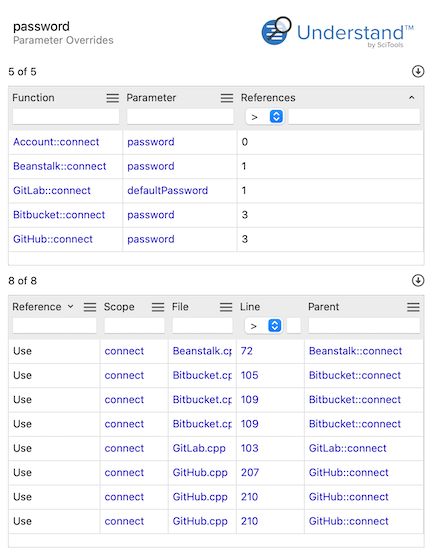 password
Parameter Overrides
Understand™
by SciTools
5 of 5
Function Parameter References
>
Account::connect password 0
Beanstalk::connect password 1
GitLab::connect defaultPassword 1
Bitbucket::connect password 3
GitHub::connect password 3
8 of 8
Reference Scope File Line Parent
>
Use connect Beanstalk.cp 72 Beanstalk::connect
Use connect Bitbucket.cp 105 Bitbucket::connect
Use connect Bitbucket.cp 109 Bitbucket::connect
Use connect Bitbucket.cp 109 Bitbucket::connect
Use connect GitLab.cpp 103 GitLab::connect
Use connect GitHub.cpp 207 GitHub::connect
Use connect GitHub.cpp 210 GitHub::connect
Use connect GitHub.cpp 210 GitHub::connect